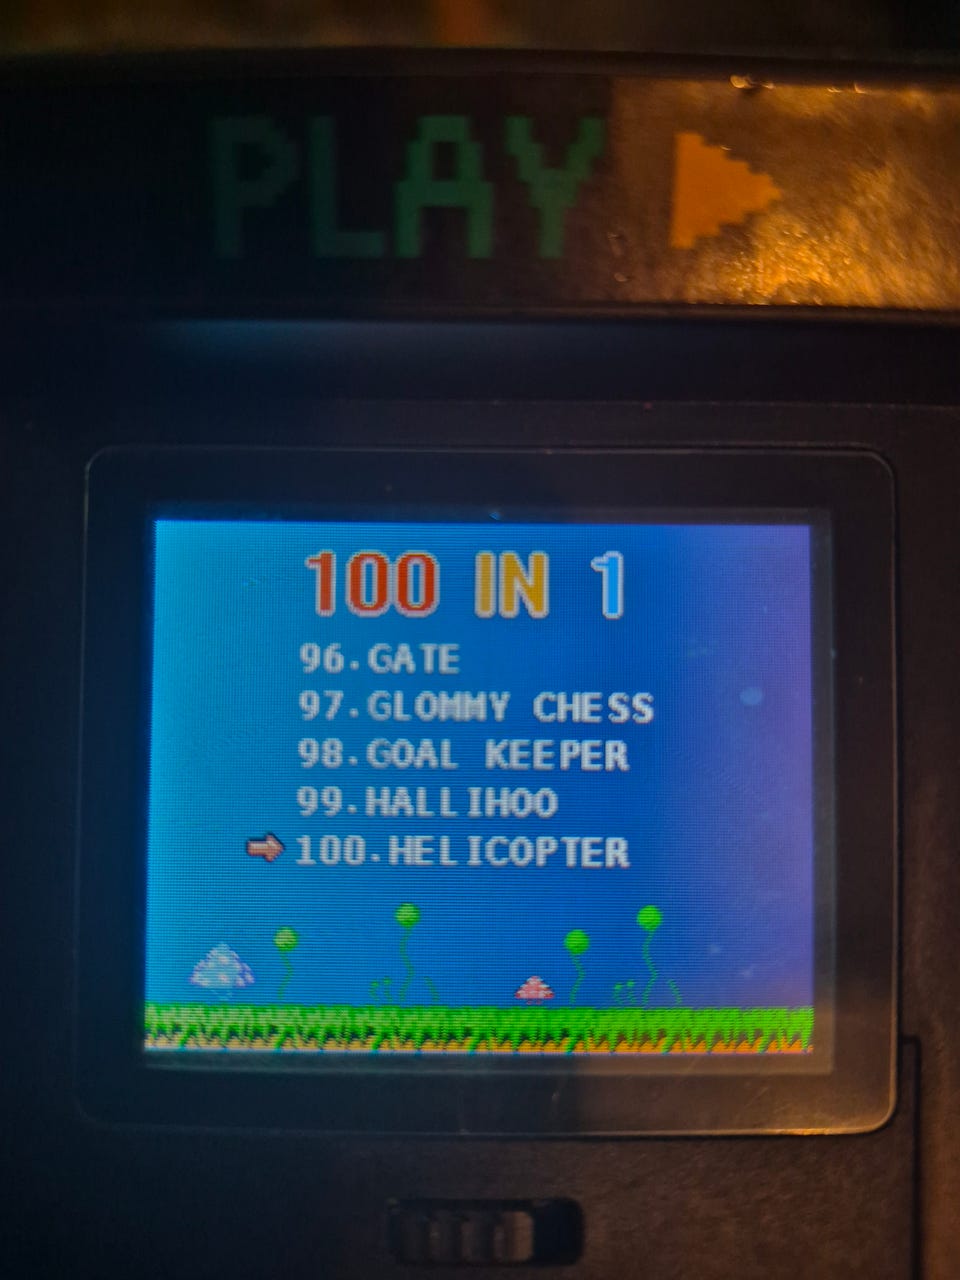 PLAY
100 IN 1
96.GATE
97.GLOMMY CHESS
98.GOAL KEEPER
99.HALLIHOO
100.HELICOPTER